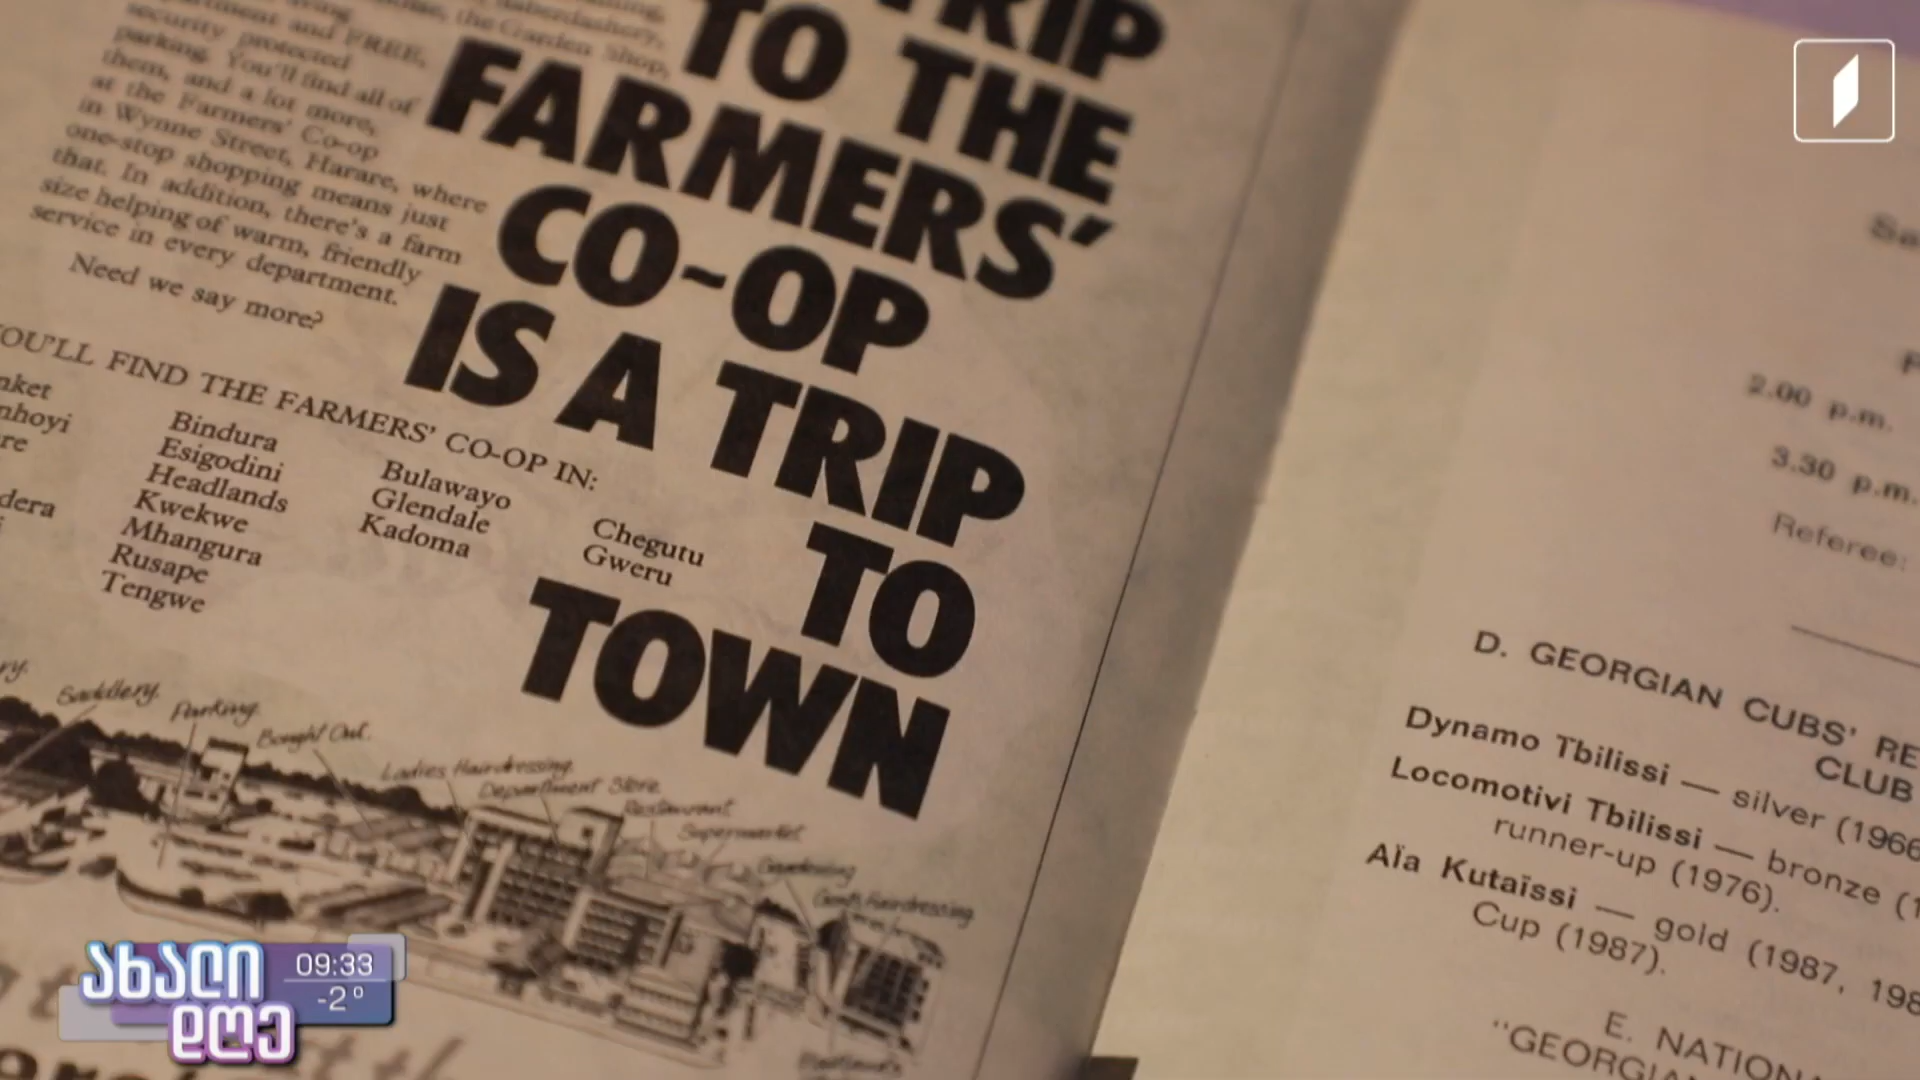 TRIP
TO THE
FARMERS'
CO-OP
IS A TRIP
TO
TOWN
security protected
parking. You'll find all of
them, and a lot more,
at the Farmers' Co-op
in Wynne Street, Harare, where
one-stop shopping means just
that. In addition, there's a farm
size helping of warm, friendly
service in every department.
Need we say more?
FIND THE FARMERS' CO-OP IN:
Bindura
Esigodini
Headlands
Kwekwe
Mhangura
Rusape
Tengwe
Bulawayo
Glendale
Kadoma
Chegutu
Gweru
Saddlery.
Parking.
Bought Out.
Ladies Hairdressing.
Department Store
Restaurant
Supermarket
Gents Hairdressing
2.00 p.m.
3.30 p.m.
Referee:
D. GEORGIAN CUBS'
CLUB
Dynamo Tbilissi — silver (1966
Locomotivi Tbilissi — bronze
runner-up (1976).
Aïa Kutaïssi — gold (1987,
Cup (1987).
E.
ახალი
დღე
09:33
-2°